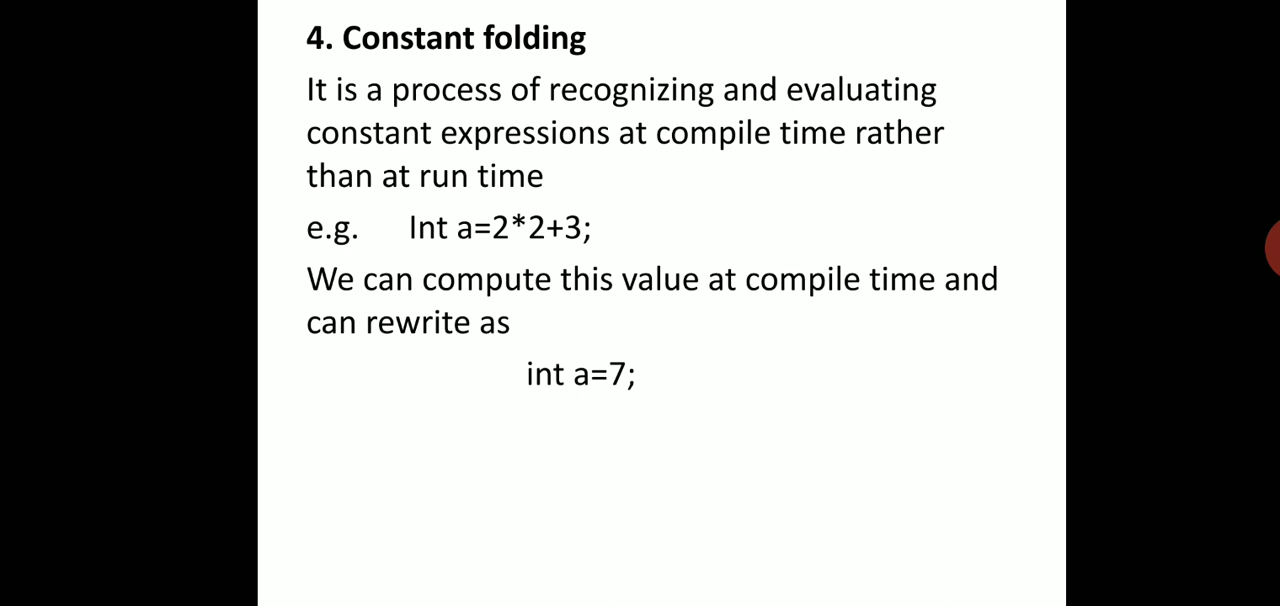 4. Constant folding
It is a process of recognizing and evaluating
constant expressions at compile time rather
than at run time
e.g. Int a=2*2+3;
We can compute this value at compile time and
can rewrite as
int a=7;